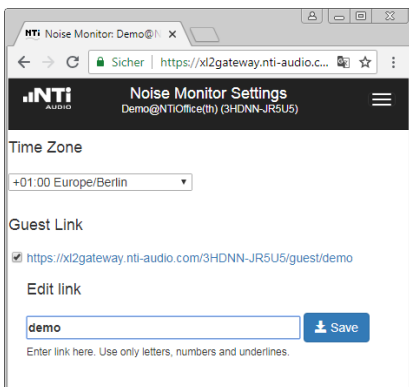 NTi Noise Monitor: Demo@N
Sicher | https://xl2gateway.nti-audio.c...
NTi AUDIO
Noise Monitor Settings
Demo@NTiOffice(th) (3HDNN-JR5U5)
Time Zone
+01:00 Europe/Berlin
Guest Link
https://xl2gateway.nti-audio.com/3HDNN-JR5U5/guest/demo
Edit link
demo
Save
Enter link here. Use only letters, numbers and underlines.